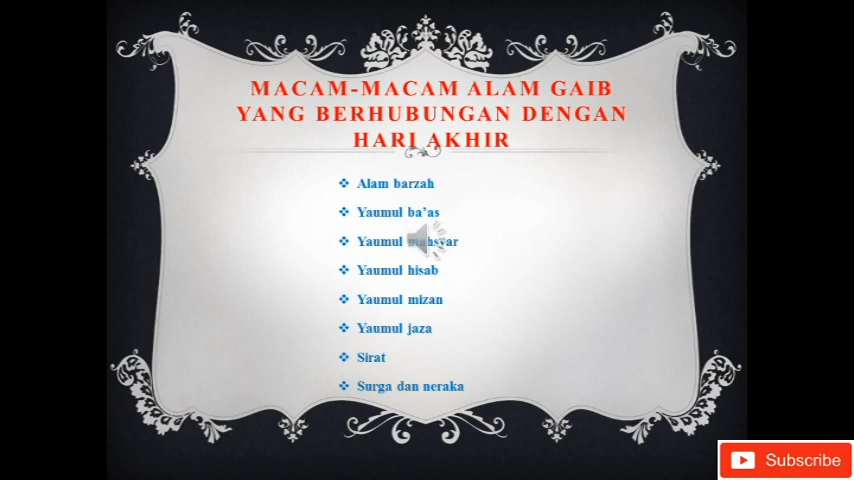 MACAM-MACAM ALAM GAIB
YANG BERHUBUNGAN DENGAN
HARI AKHIR
Alam barzah
Yaumul ba'as
Yaumul mahsyar
Yaumul hisab
Yaumul mizan
Yaumul jaza
Sirat
Surga dan neraka
Subscribe